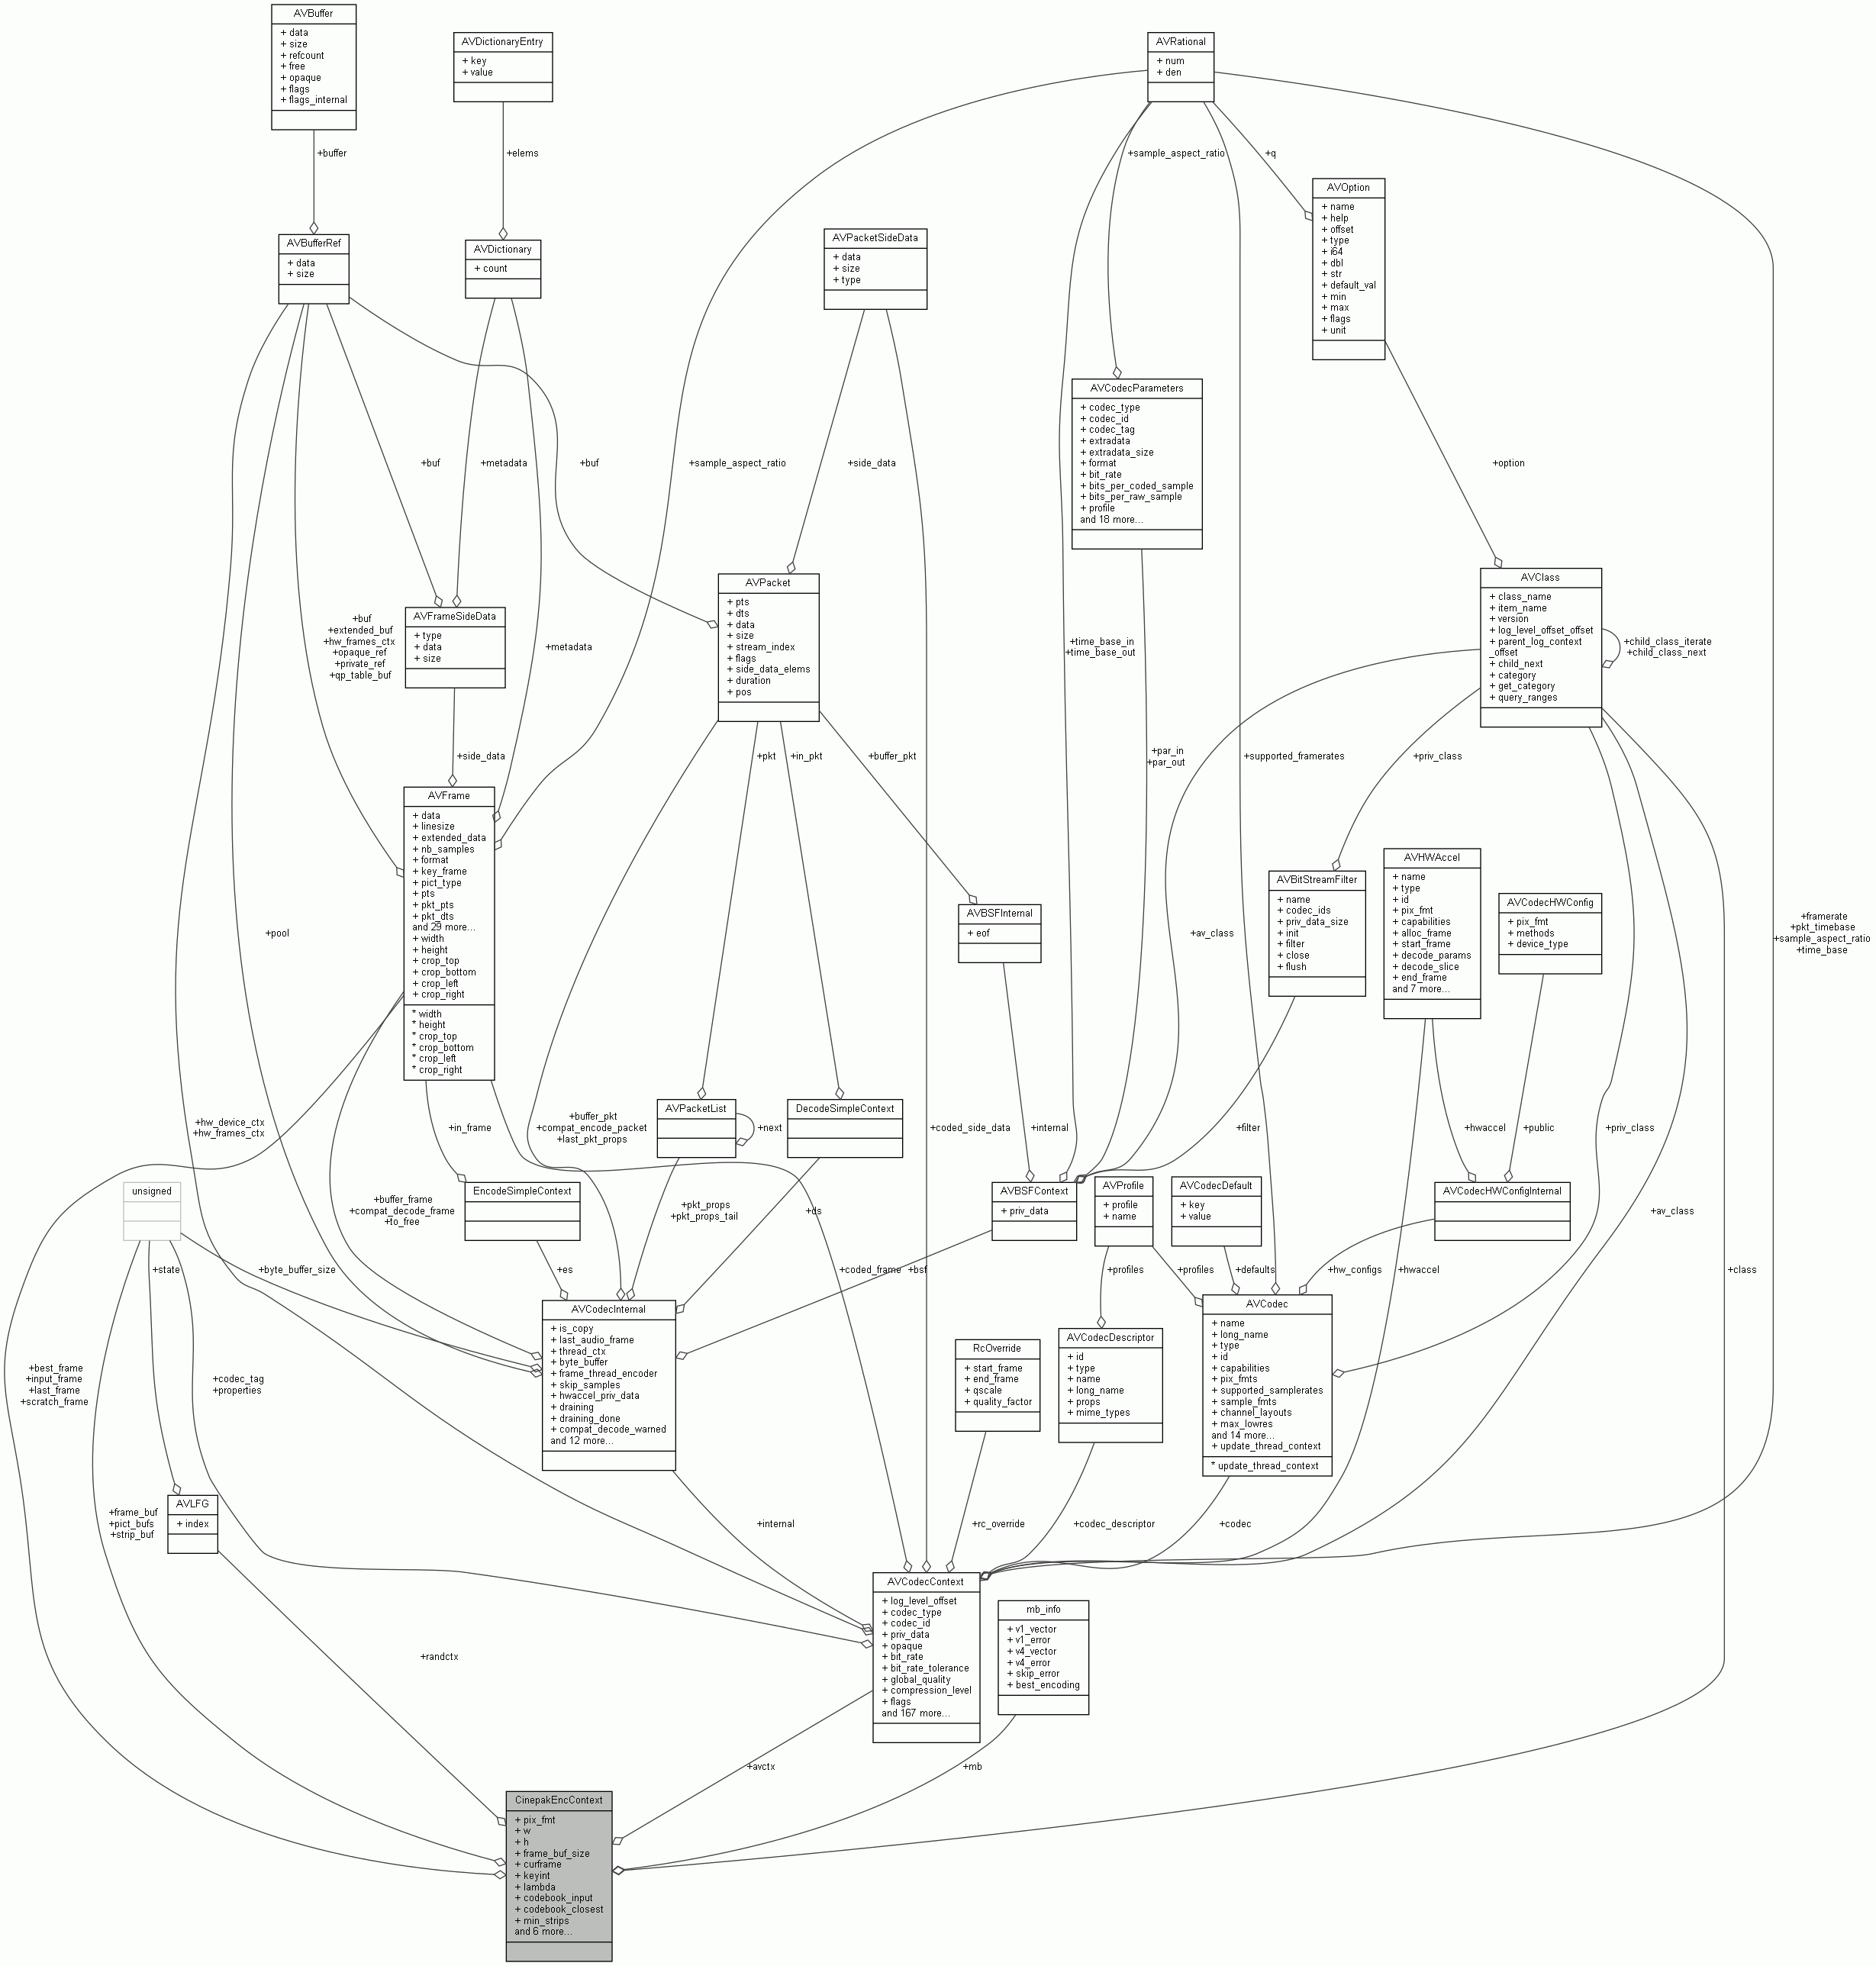 AVBuffer
+ data
+ size
+ refcount
+ free
+ opaque
+ flags
+ flags_internal
AVDictionaryEntry
+ key
+ value
AVRational
+ num
+ den
+buffer
+elems
+sample_aspect_ratio
+q
AVOption
+ name
+ help
+ offset
+ type
+ i64
+ dbl
+ str
+ default_val
+ min
+ max
+ flags
+ unit
AVBufferRef
+ data
+ size
AVDictionary
+ count
AVPacketSideData
+ data
+ size
+ type
AVCodecParameters
+ codec_type
+ codec_id
+ codec_tag
+ extradata
+ extradata_size
+ format
+ bit_rate
+ bits_per_coded_sample
+ bits_per_raw_sample
+ profile
and 18 more...
+buf
+metadata
+buf
+sample_aspect_ratio
+side_data
+option
AVPacket
+ pts
+ dts
+ data
+ size
+ stream_index
+ flags
+ side_data_elems
+ duration
+ pos
AVClass
+ class_name
+ item_name
+ version
+ log_level_offset_offset
+ parent_log_context
_offset
+ child_next
+ category
+ get_category
+ query_ranges
+child_class_iterate
+child_class_next
+buf
+extended_buf
+hw_frames_ctx
+opaque_ref
+private_ref
+qp_table_buf
AVFrameSideData
+ type
+ data
+ size
+metadata
+time_base_in
+time_base_out
+side_data
+pkt
+in_pkt
+buffer_pkt
+par_in
+par_out
+supported_framerates
+priv_class
AVFrame
+ data
+ linesize
+ extended_data
+ nb_samples
+ format
+ key_frame
+ pict_type
+ pts
+ pkt_pts
+ pkt_dts
and 29 more...
+ width
+ height
+ crop_top
+ crop_bottom
+ crop_left
+ crop_right
* width
* height
* crop_top
* crop_bottom
* crop_left
* crop_right
+pool
AVBSFInternal
+ eof
+av_class
AVBitStreamFilter
+ name
+ codec_ids
+ priv_data_size
+ init
+ filter
+ close
+ flush
AVHWAccel
+ name
+ type
+ id
+ pix_fmt
+ capabilities
+ alloc_frame
+ start_frame
+ decode_params
+ decode_slice
+ end_frame
and 7 more...
AVCodecHWConfig
+ pix_fmt
+ methods
+ device_type
+framerate
+pkt_timebase
+sample_aspect_ratio
+time_base
+hw_device_ctx
+hw_frames_ctx
+in_frame
+buffer_pkt
+compat_encode_packet
+last_pkt_props
AVPacketList
+next
DecodeSimpleContext
+coded_side_data
+internal
+filter
+hwaccel
+public
+priv_class
unsigned
+buffer_frame
+compat_decode_frame
+to_free
EncodeSimpleContext
+pkt_props
+pkt_props_tail
+ds
AVBSFContext
+ priv_data
AVProfile
+ profile
+ name
AVCodecDefault
+ key
+ value
AVCodecHWConfigInternal
+av_class
+state
+byte_buffer_size
+es
+coded_frame
+bsf
+profiles
+profiles
+defaults
+hw_configs
+hwaccel
+class
AVCodecInternal
+ is_copy
+ last_audio_frame
+ thread_ctx
+ byte_buffer
+ frame_thread_encoder
+ skip_samples
+ hwaccel_priv_data
+ draining
+ draining_done
+ compat_decode_warned
and 12 more...
RcOverride
+ start_frame
+ end_frame
+ qscale
+ quality_factor
AVCodecDescriptor
+ id
+ type
+ name
+ long_name
+ props
+ mime_types
AVCodec
+ name
+ long_name
+ type
+ id
+ capabilities
+ pix_fmts
+ supported_samplerates
+ sample_fmts
+ channel_layouts
+ max_lowres
and 14 more...
+ update_thread_context
* update_thread_context
+best_frame
+input_frame
+last_frame
+scratch_frame
+codec_tag
+properties
+frame_buf
+pict_bufs
+strip_buf
AVLFG
+ index
+internal
+rc_override
+codec_descriptor
+codec
AVCodecContext
+ log_level_offset
+ codec_type
+ codec_id
+ priv_data
+ opaque
+ bit_rate
+ bit_rate_tolerance
+ global_quality
+ compression_level
+ flags
and 167 more...
mb_info
+ v1_vector
+ v1_error
+ v4_vector
+ v4_error
+ skip_error
+ best_encoding
+randctx
+avctx
+mb
CinepakEncContext
+ pix_fmt
+ w
+ h
+ frame_buf_size
+ curframe
+ keyint
+ lambda
+ codebook_input
+ codebook_closest
+ min_strips
and 6 more...